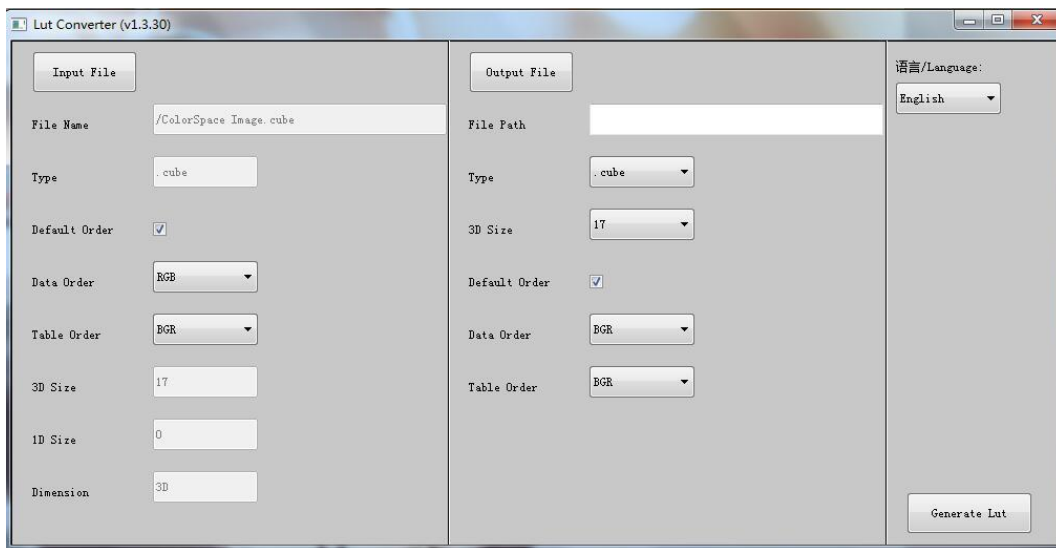 Lut Converter (v1.3.30)
Input File
File Name
/ColorSpace Image.cube
Type
.cube
Default Order
Data Order
RGB
Table Order
BGR
3D Size
17
1D Size
0
Dimension
3D
Output File
File Path
Type
.cube
3D Size
17
Default Order
Data Order
BGR
Table Order
BGR
语言/Language:
English
Generate Lut